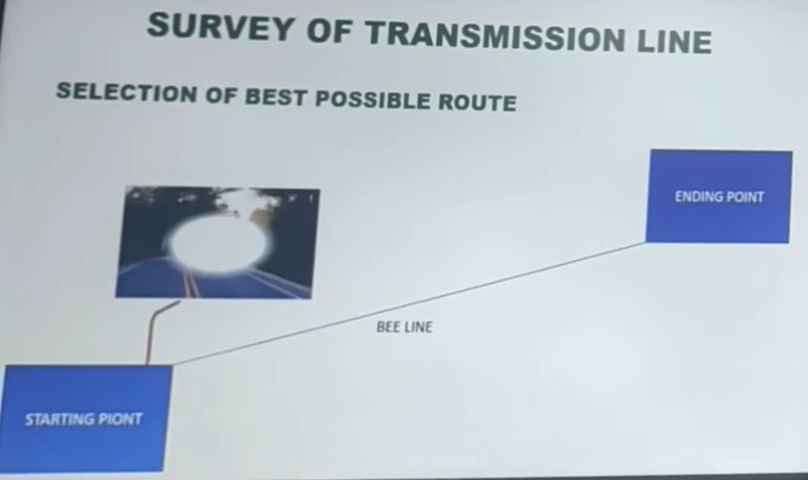 SURVEY OF TRANSMISSION LINE
SELECTION OF BEST POSSIBLE ROUTE
ENDING POINT
BEE LINE
STARTING PIONT